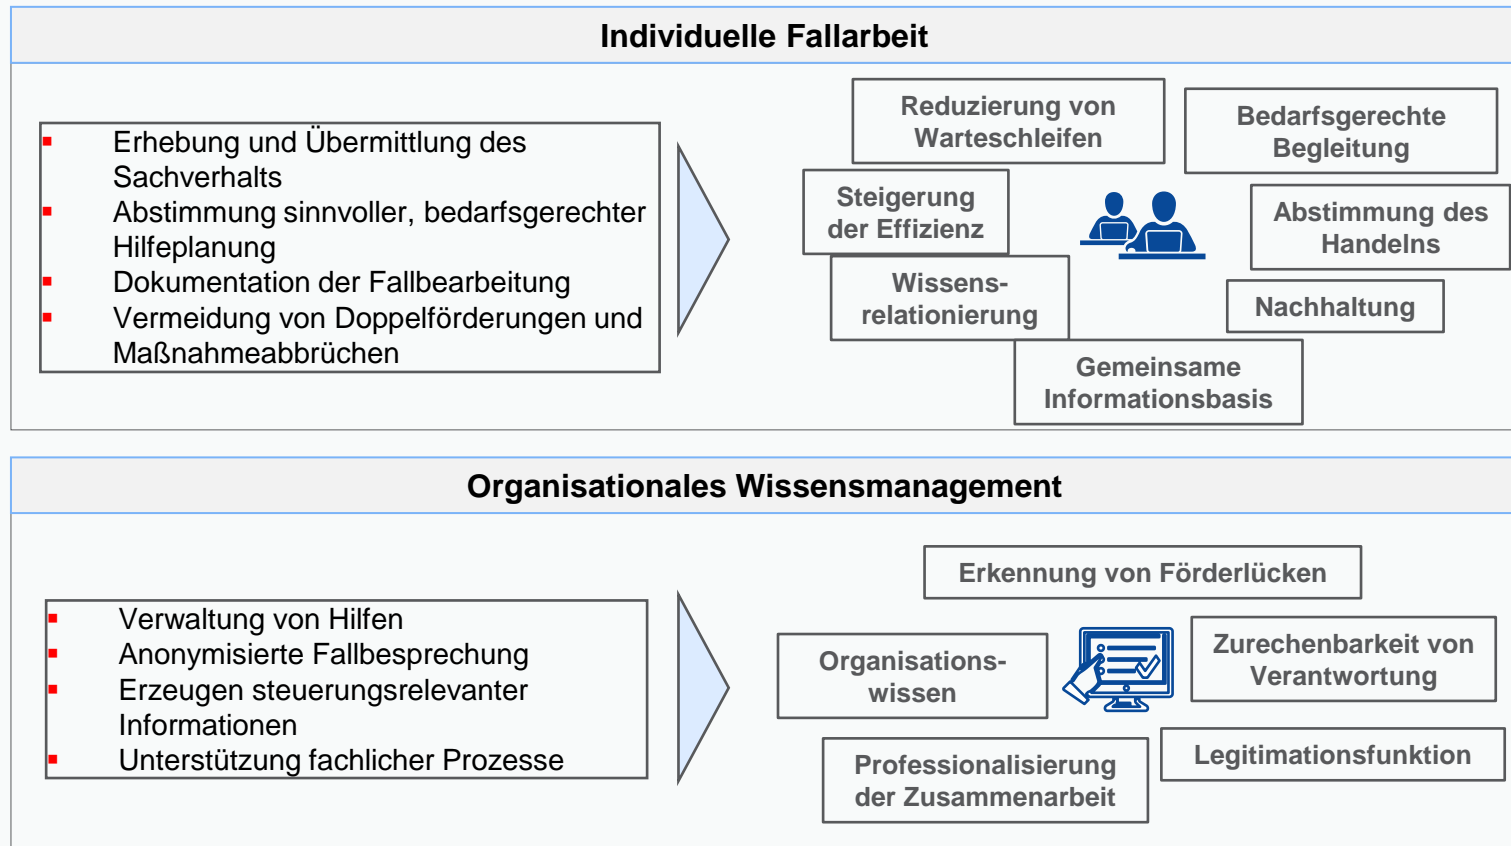 Individuelle Fallarbeit
▪ Erhebung und Übermittlung des
Sachverhalts
▪ Abstimmung sinnvoller, bedarfsgerechter
Hilfeplanung
▪ Dokumentation der Fallbearbeitung
▪ Vermeidung von Doppelförderungen und
Maßnahmeabbrüchen
Reduzierung von
Warteschleifen
Bedarfsgerechte
Begleitung
Steigerung
der Effizienz
Abstimmung des
Handelns
Wissens-
relationierung
Nachhaltung
Gemeinsame
Informationsbasis
Organisationales Wissensmanagement
▪ Verwaltung von Hilfen
▪ Anonymisierte Fallbesprechung
▪ Erzeugen steuerungsrelevanter
Informationen
▪ Unterstützung fachlicher Prozesse
Erkennung von Förderlücken
Organisations-
wissen
Zurechenbarkeit von
Verantwortung
Professionalisierung
der Zusammenarbeit
Legitimationsfunktion